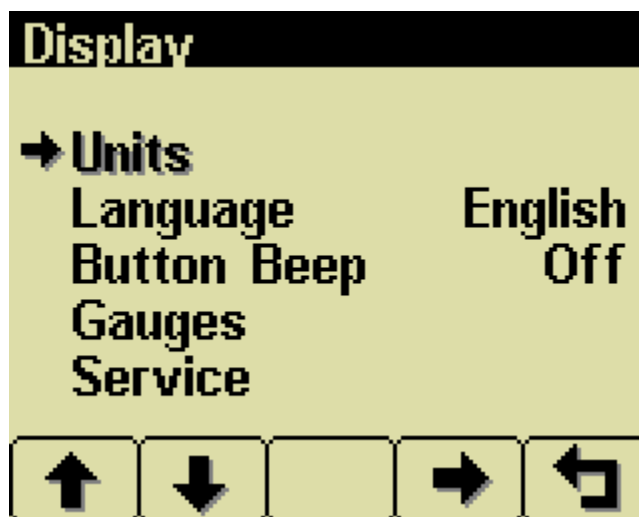 Display
Units
Language English
Button Beep Off
Gauges
Service